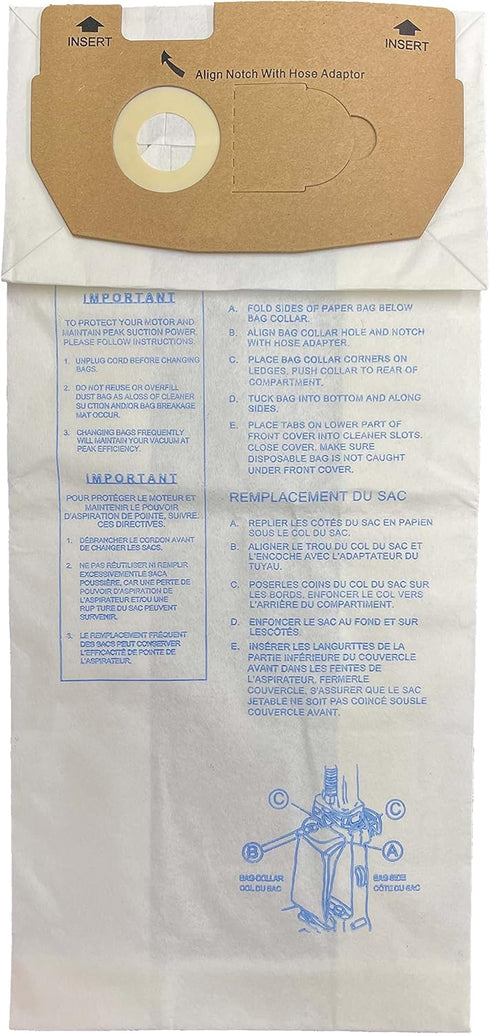 INSERT
INSERT
Align Notch With Hose Adaptor
IMPORTANT
TO PROTECT YOUR MOTOR AND
MAINTAIN PEAK SUCTION POWER,
PLEASE FOLLOW INSTRUCTIONS.
1. UNPLUG CORD BEFORE CHANGING
BAGS.
2. DO NOT REUSE OR OVERFILL
DUST BAG AS ALOSS OF CLEANER
SU CTION AND/OR BAG BREAKAGE
MAT OCCUR.
3. CHANGING BAGS FREQUENTLY
WILL MAINTAIN YOUR VACUUM AT
PEAK EFFICIENCY.
IMPORTANT
POUR PROTÉGER LE MOTEUR ET
MAINTENIR LE POUVOIR
D'ASPIRATION DE POINTE, SUIVRE
CES DIRECTIVES.
1. DÉBRANCHER LE CORDON AVANT
DE CHANGER LES SACS.
2. NE PAS RÉUTILISER NI REMPLIR
EXCESSIVEMENTLE SACA
POUSSIÈRE, CAR UNE PERTE DE
POUVOIR D'ASPIRATION DE
L'ASPIRATEUR ET/OU UNE
RUP TURE DU SAC PEUVENT
SURVENIR.
3. LE REMPLACEMENT FRÉQUENT
DES SACS PEUT CONSERVER
L'EFFICACITÉ DE POINTE DE
L'ASPIRATEUR.
A. FOLD SIDES OF PAPER BAG BELOW
BAG COLLAR.
B. ALIGN BAG COLLAR HOLE AND NOTCH
WITH HOSE ADAPTER.
C. PLACE BAG COLLAR CORNERS ON
LEDGES, PUSH COLLAR TO REAR OF
COMPARTMENT.
D. TUCK BAG INTO BOTTOM AND ALONG
SIDES.
E. PLACE TABS ON LOWER PART OF
FRONT COVER INTO CLEANER SLOTS.
CLOSE COVER. MAKE SURE
DISPOSABLE BAG IS NOT CAUGHT
UNDER FRONT COVER.
REMPLACEMENT DU SAC
A. REPLIER LES CÔTÉS DU SAC EN PAPIEN
SOUS LE COL DU SAC.
B. ALIGNER LE TROU DU COL DU SAC ET
L'ENCOCHE AVEC L'ADAPTATEUR DU
TUYAU.
C. POSERLES COINS DU COL DU SAC SUR
LES BORDS, ENFONCER LE COL VERS
L'ARRIÈRE DU COMPARTIMENT.
D. ENFONCER LE SAC AU FOND ET SUR
LESCÔTÉS.
E. INSÉRER LES LANGURTTES DE LA
PARTIE INFÉRIEURE DU COUVERCLE
AVANT DANS LES FENTES DE
L'ASPIRATEUR, FERMERLE
COUVERCLE, S'ASSURER QUE LE SAC
JETABLE NE SOIT PAS COINCÉ SOUSLE
COUVERCLE AVANT.
C
C
B
A
BAG COLLAR
COL DU SAC
BAG SIDE
CÔTE DU SAC